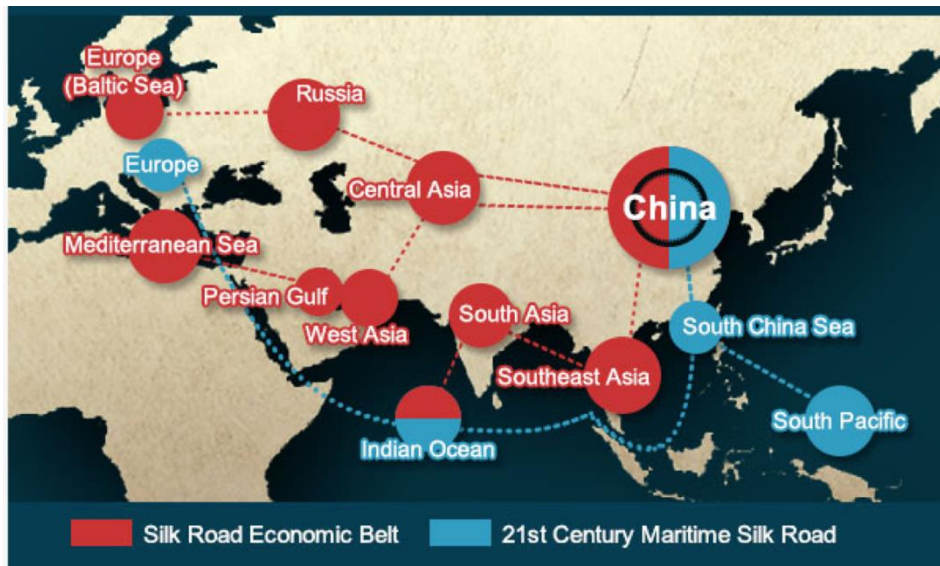 Europe
(Baltic Sea)
Russia
Europe
Central Asia
China
Mediterranean Sea
Persian Gulf
West Asia
South Asia
South China Sea
Southeast Asia
South Pacific
Indian Ocean
Silk Road Economic Belt
21st Century Maritime Silk Road